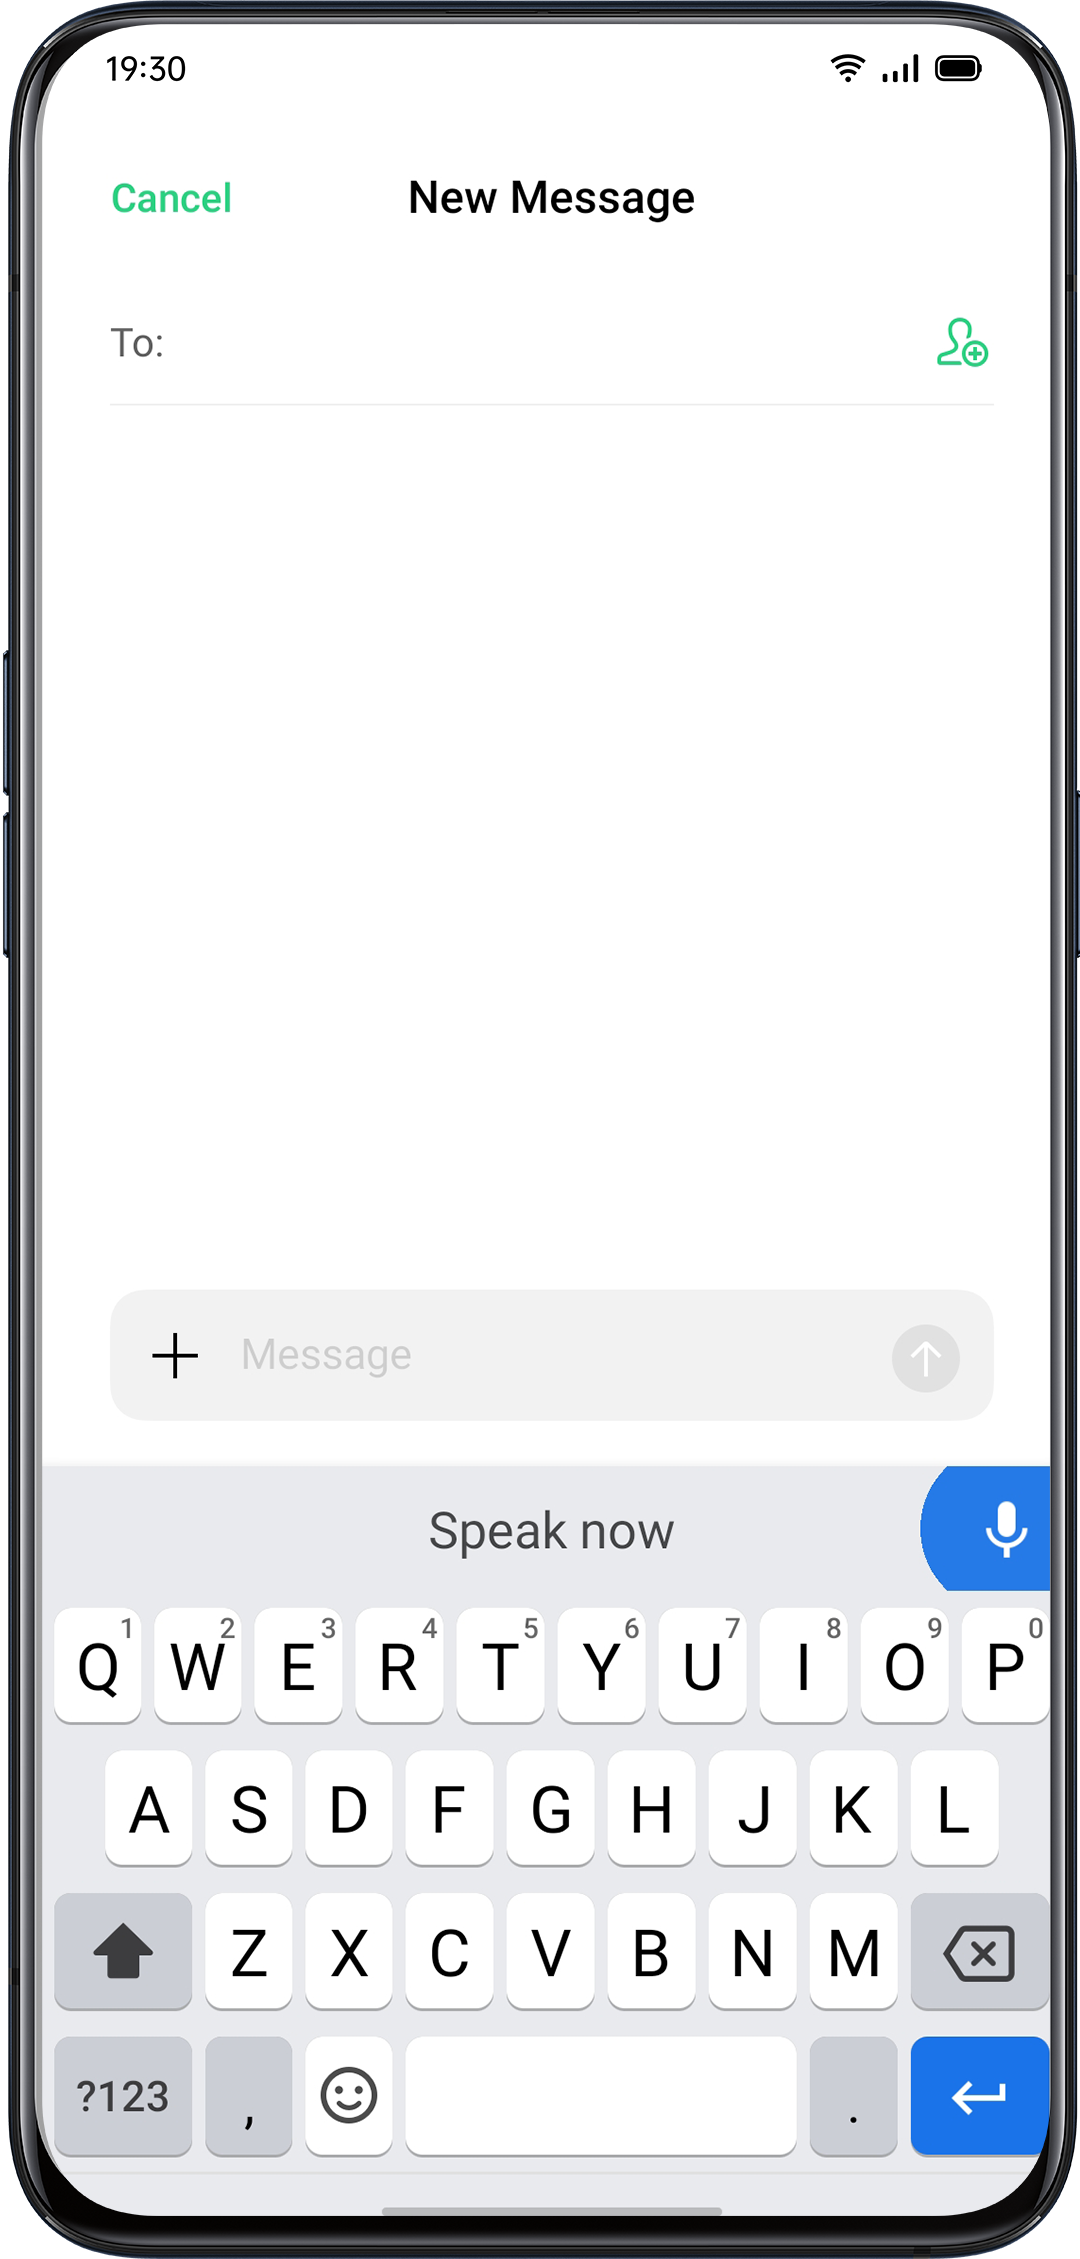 19:30
Cancel New Message
To:
Message
Speak now
Q 1 W 2 E 3 R 4 T 5 Y 6 U 7 I 8 O 9 P 0
A S D F G H J K L
Z X C V B N M
?123 , .